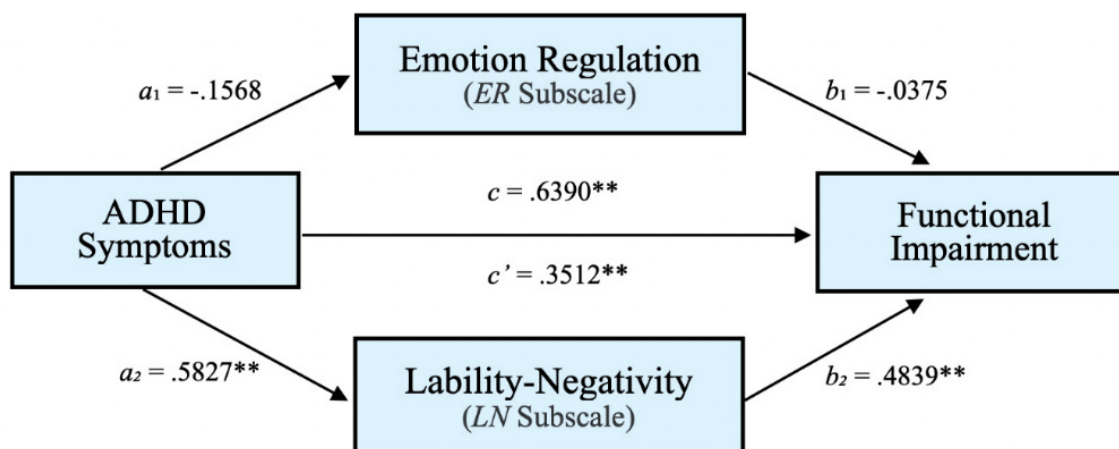 Emotion Regulation
(ER Subscale)
a₁ = -.1568
b₁ = -.0375
ADHD
Symptoms
c = .6390**
c’ = .3512**
Functional
Impairment
a₂ = .5827**
Lability-Negativity
(LN Subscale)
b₂ = .4839**